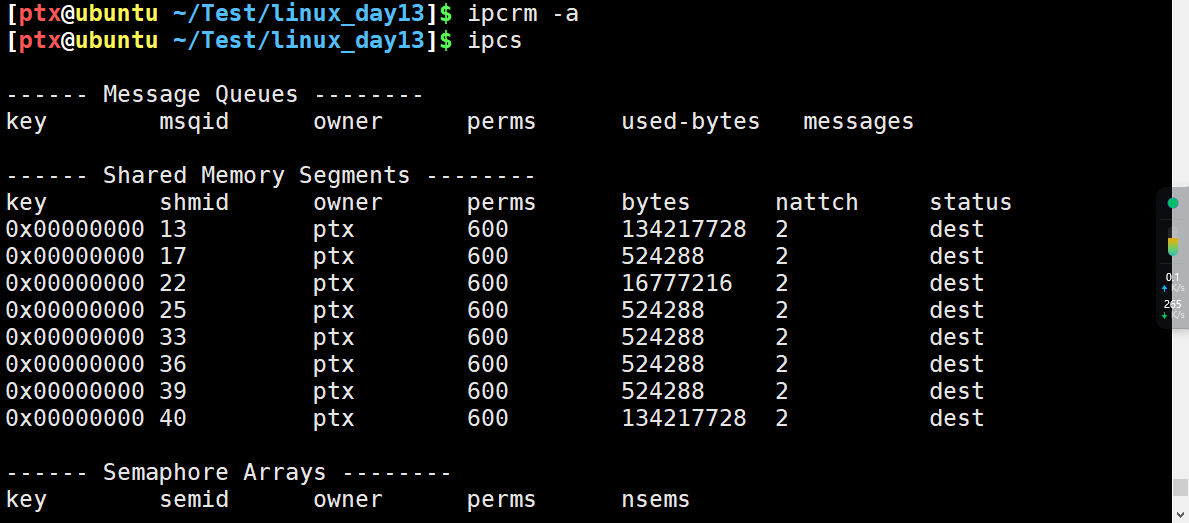 [ptx@ubuntu ~/Test/linux_day13]$ ipcrm -a
[ptx@ubuntu ~/Test/linux_day13]$ ipcs
------ Message Queues --------
key msqid owner perms used-bytes messages
------ Shared Memory Segments --------
key shmid owner perms bytes nattch status
0x00000000 13 ptx 600 134217728 2 dest
0x00000000 17 ptx 600 524288 2 dest
0x00000000 22 ptx 600 16777216 2 dest
0x00000000 25 ptx 600 524288 2 dest
0x00000000 33 ptx 600 524288 2 dest
0x00000000 36 ptx 600 524288 2 dest
0x00000000 39 ptx 600 524288 2 dest
0x00000000 40 ptx 600 134217728 2 dest
------ Semaphore Arrays --------
key semid owner perms nsems
0.1
K/s
265
K/s